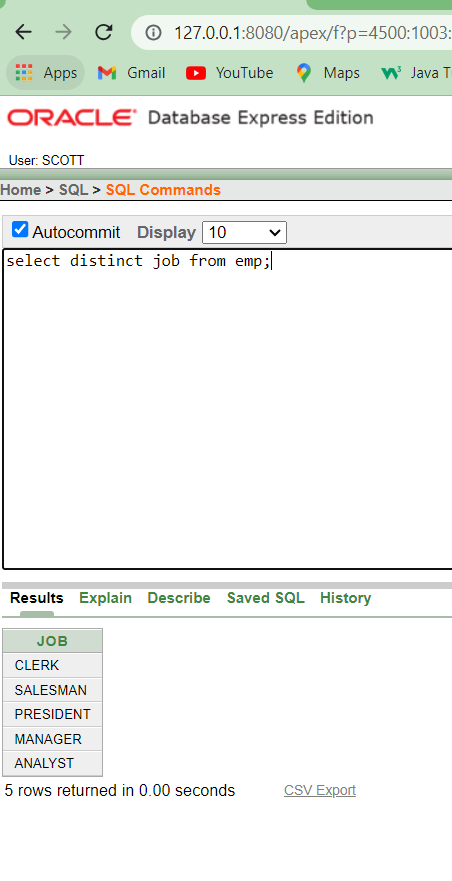 127.0.0.1:8080/apex/f?p=4500:1003:
Apps Gmail YouTube Maps Java T
ORACLE Database Express Edition
User: SCOTT
Home > SQL > SQL Commands
Autocommit Display 10
select distinct job from emp;
Results Explain Describe Saved SQL History
JOB
CLERK
SALESMAN
PRESIDENT
MANAGER
ANALYST
5 rows returned in 0.00 seconds CSV Export